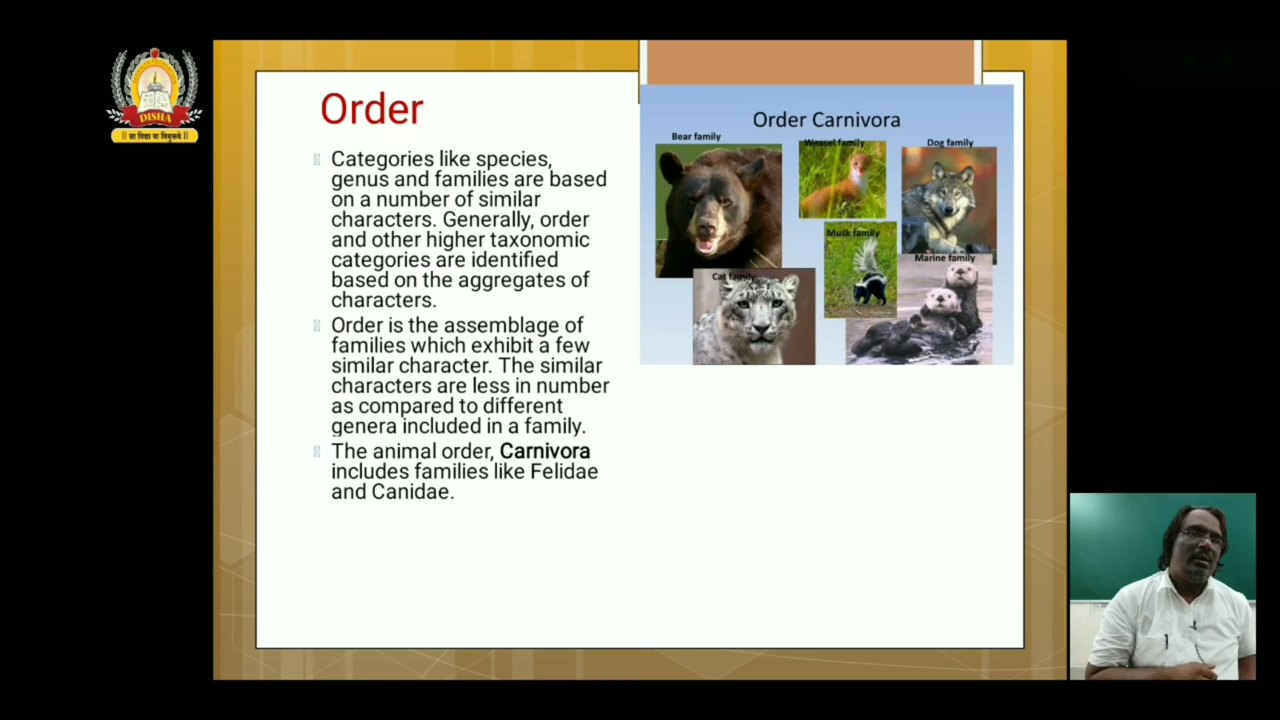 DISHA
|| सा विद्या या विमुक्तये ||
Order
Categories like species,
genus and families are based
on a number of similar
characters. Generally, order
and other higher taxonomic
categories are identified
based on the aggregates of
characters.
Order is the assemblage of
families which exhibit a few
similar character. The similar
characters are less in number
as compared to different
genera included in a family.
The animal order, Carnivora
includes families like Felidae
and Canidae.
Order Carnivora
Bear family
Weasel family
Dog family
Musk family
Marine family
Cat family